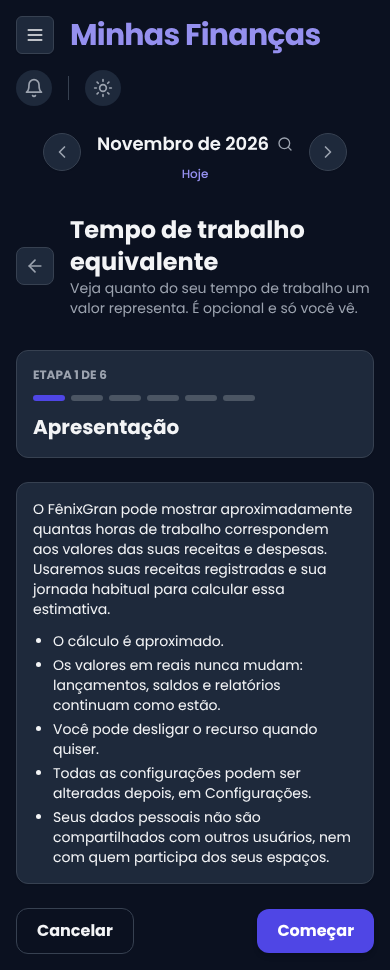 Minhas Finanças
Novembro de 2026
Hoje
Tempo de trabalho
equivalente
Veja quanto do seu tempo de trabalho um
valor representa. É opcional e só você vê.
ETAPA 1 DE 6
Apresentação
O FênixGran pode mostrar aproximadamente
quantas horas de trabalho correspondem
aos valores das suas receitas e despesas.
Usaremos suas receitas registradas e sua
jornada habitual para calcular essa
estimativa.
• O cálculo é aproximado.
• Os valores em reais nunca mudam:
lançamentos, saldos e relatórios
continuam como estão.
• Você pode desligar o recurso quando
quiser.
• Todas as configurações podem ser
alteradas depois, em Configurações.
• Seus dados pessoais não são
compartilhados com outros usuários, nem
com quem participa dos seus espaços.
Cancelar
Começar